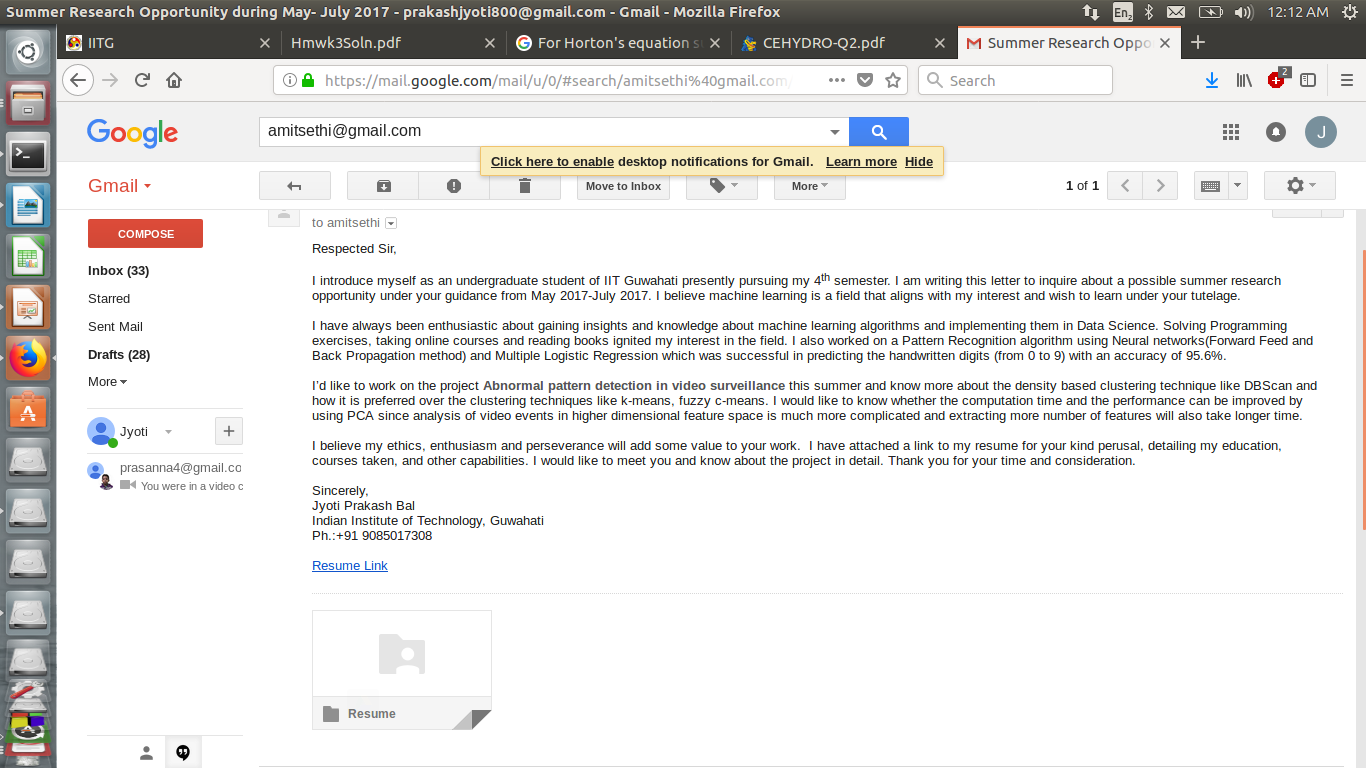 Summer Research Opportunity during May- July 2017 - prakashjyoti800@gmail.com - Gmail - Mozilla Firefox
En2
12:12 AM
IITG
Hmwk3Soln.pdf
For Horton's equation s
CEHYDRO-Q2.pdf
Summer Research Oppo
https://mail.google.com/mail/u/0/#search/amitsethi%40gmail.com/
Search
2
Google
amitsethi@gmail.com
J
Click here to enable desktop notifications for Gmail. Learn more Hide
Gmail
Move to Inbox
More
1 of 1
COMPOSE
Inbox (33)
Starred
Sent Mail
Drafts (28)
More
Jyoti
prasanna4@gmail.co
You were in a video c
to amitsethi
Respected Sir,
I introduce myself as an undergraduate student of IIT Guwahati presently pursuing my 4th semester. I am writing this letter to inquire about a possible summer research
opportunity under your guidance from May 2017-July 2017. I believe machine learning is a field that aligns with my interest and wish to learn under your tutelage.
I have always been enthusiastic about gaining insights and knowledge about machine learning algorithms and implementing them in Data Science. Solving Programming
exercises, taking online courses and reading books ignited my interest in the field. I also worked on a Pattern Recognition algorithm using Neural networks(Forward Feed and
Back Propagation method) and Multiple Logistic Regression which was successful in predicting the handwritten digits (from 0 to 9) with an accuracy of 95.6%.
I'd like to work on the project Abnormal pattern detection in video surveillance this summer and know more about the density based clustering technique like DBScan and
how it is preferred over the clustering techniques like k-means, fuzzy c-means. I would like to know whether the computation time and the performance can be improved by
using PCA since analysis of video events in higher dimensional feature space is much more complicated and extracting more number of features will also take longer time.
I believe my ethics, enthusiasm and perseverance will add some value to your work.  I have attached a link to my resume for your kind perusal, detailing my education,
courses taken, and other capabilities. I would like to meet you and know about the project in detail. Thank you for your time and consideration.
Sincerely,
Jyoti Prakash Bal
Indian Institute of Technology, Guwahati
Ph.:+91 9085017308
Resume Link
Resume